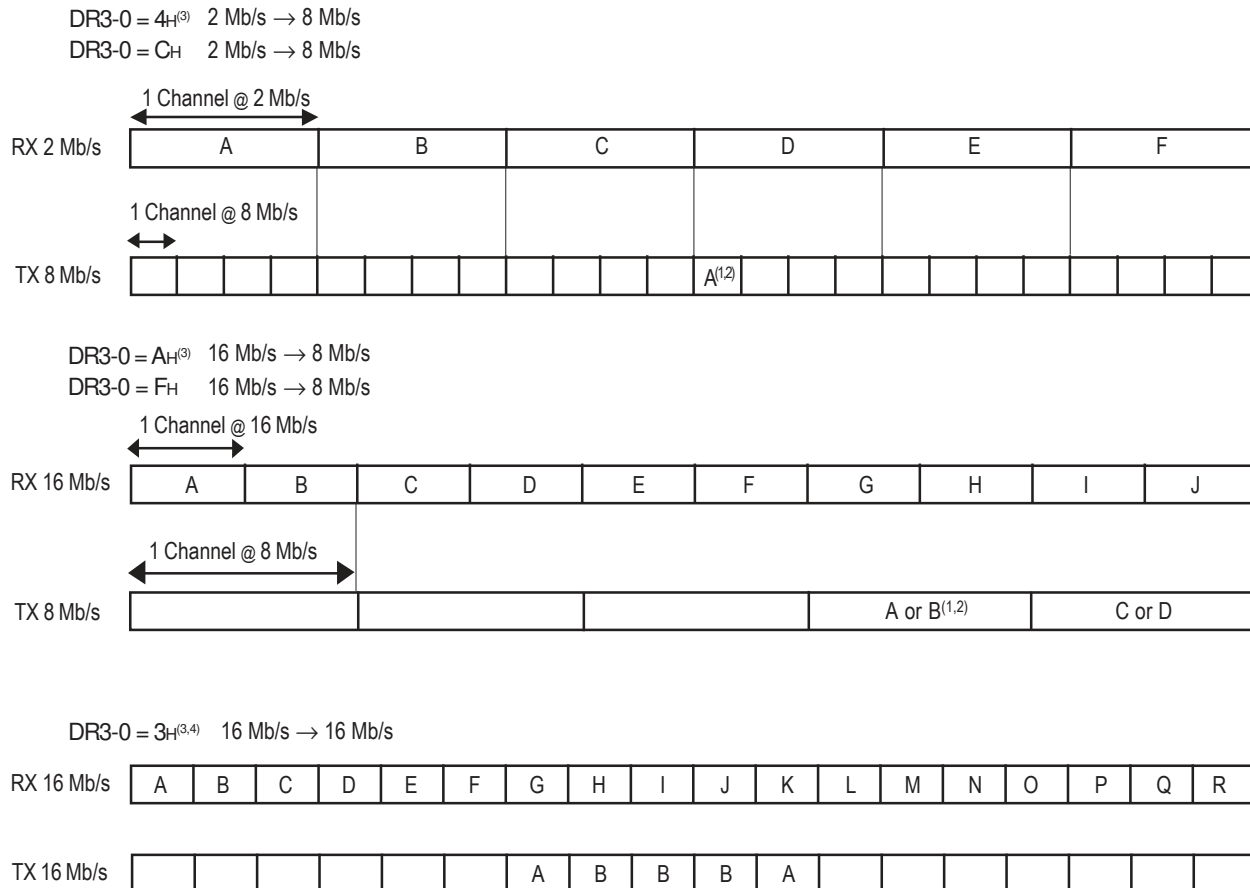 DR3-0 = 4H(3) 2 Mb/s → 8 Mb/s
DR3-0 = CH 2 Mb/s → 8 Mb/s
1 Channel @ 2 Mb/s
RX 2 Mb/s A B C D E F
1 Channel @ 8 Mb/s
TX 8 Mb/s A(1,2)
DR3-0 = AH(3) 16 Mb/s → 8 Mb/s
DR3-0 = FH 16 Mb/s → 8 Mb/s
1 Channel @ 16 Mb/s
RX 16 Mb/s A B C D E F G H I J
1 Channel @ 8 Mb/s
TX 8 Mb/s A or B(1,2) C or D
DR3-0 = 3H(3,4) 16 Mb/s → 16 Mb/s
RX 16 Mb/s A B C D E F G H I J K L M N O P Q R
TX 16 Mb/s A B B B A